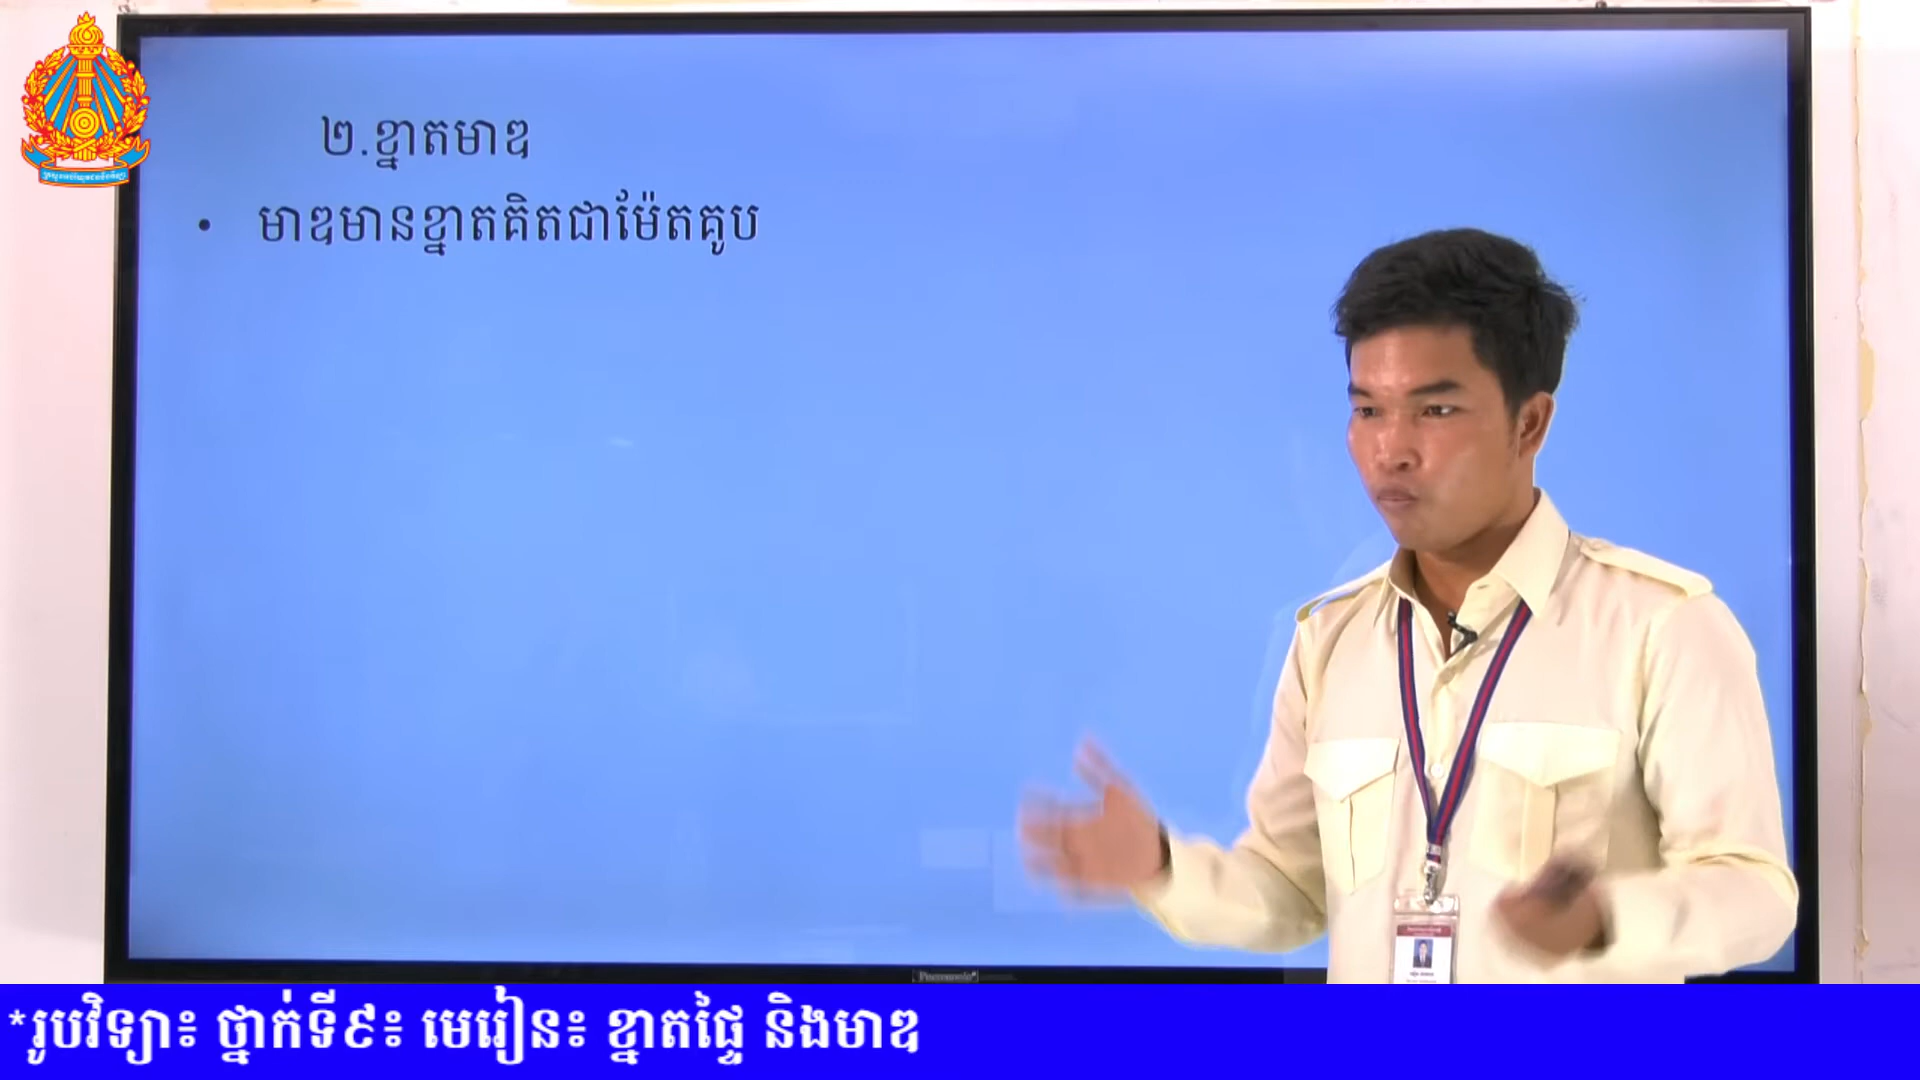 ២.ខ្នាតមាឌ
• មាឌមានខ្នាតគិតជាម៉ែតគូប
*រូបវិទ្យា៖ ថ្នាក់ទី៩៖ មេរៀន៖ ខ្នាតផ្ទៃ និងមាឌ